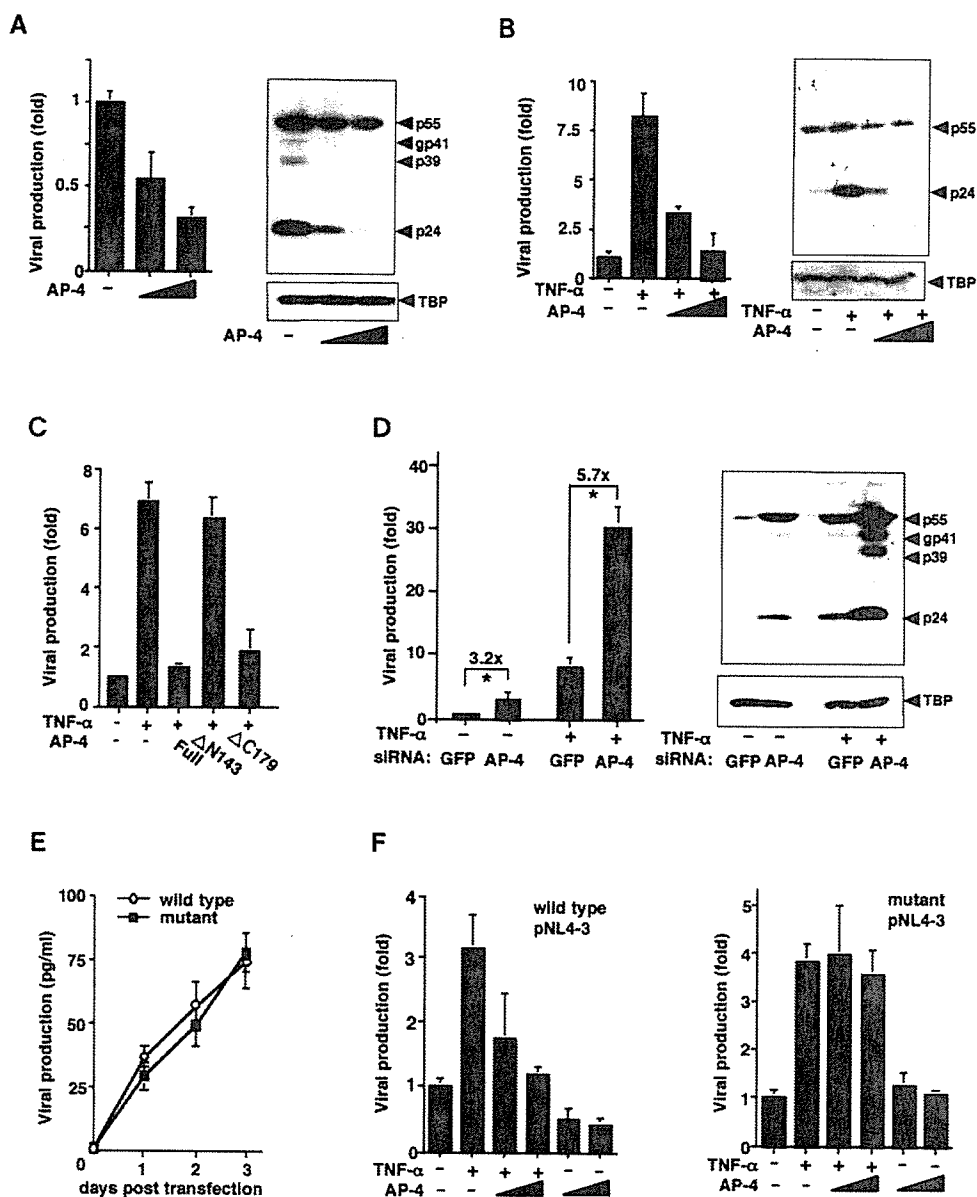 A
Viral production (fold)
1
0.5
0
AP-4
–
p55
gp41
p39
p24
TBP
AP-4 –
B
Viral production (fold)
10
7.5
5
2.5
0
TNF-α – + + +
AP-4 – –
p55
p24
TBP
TNF-α – + + +
AP-4 – –
C
Viral production (fold)
8
6
4
2
0
TNF-α - + + + +
AP-4 - - Full △N143 △C179
D
Viral production (fold)
40
30
20
10
0
3.2x
*
5.7x
*
TNF-α – – + +
siRNA: GFP AP-4 GFP AP-4
p55
gp41
p39
p24
TBP
TNF-α – – + +
siRNA: GFP AP-4 GFP AP-4
E
Viral production (pg/ml)
100
75
50
25
0
wild type
mutant
1 2 3
days post transfection
F
Viral production (fold)
4
3
2
1
0
wild type
pNL4-3
TNF-α – + + + – –
AP-4 – –
Viral production (fold)
5
4
3
2
1
0
mutant
pNL4-3
TNF-α – + + + – –
AP-4 – –